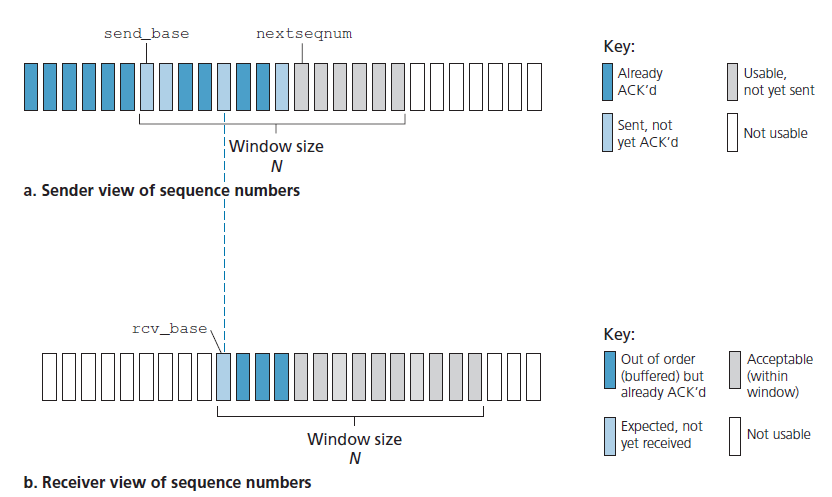 send_base
nextseqnum
Key:
Already
ACK'd
Usable,
not yet sent
Sent, not
yet ACK'd
Not usable
Window size
N
a. Sender view of sequence numbers
rcv_base
Key:
Out of order
(buffered) but
already ACK'd
Acceptable
(within
window)
Expected, not
yet received
Not usable
Window size
N
b. Receiver view of sequence numbers